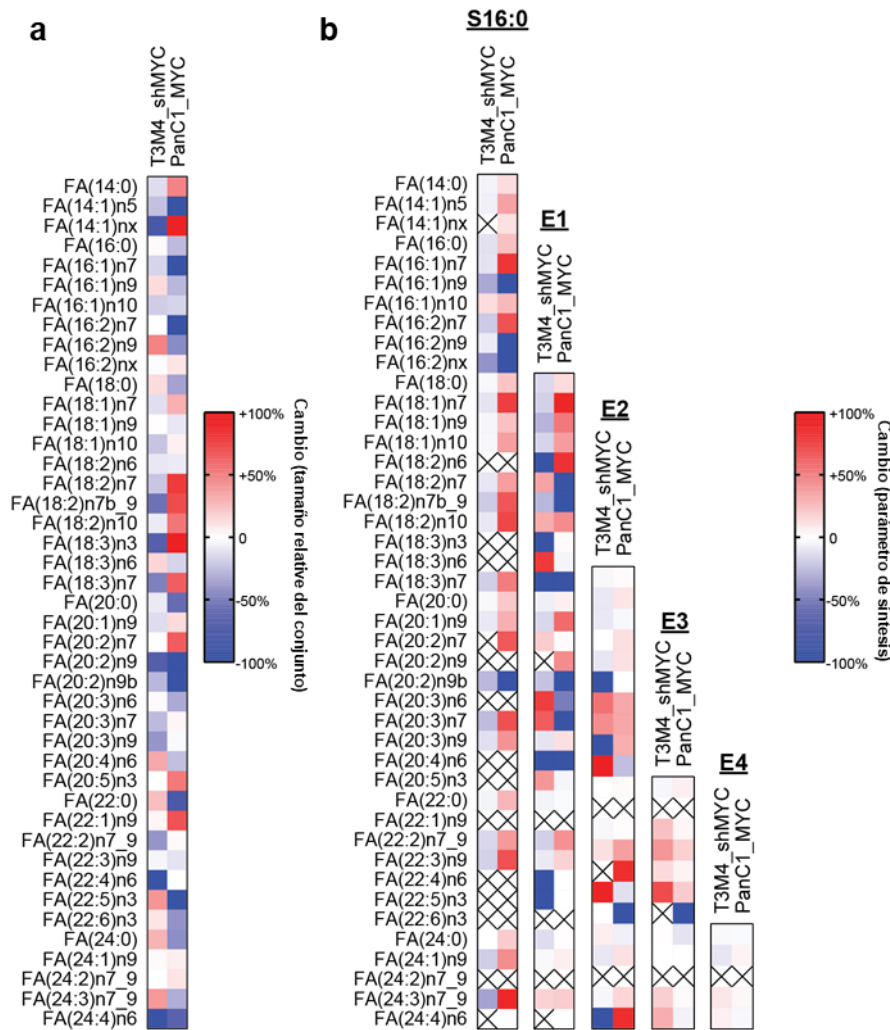 a
b
S16:0
T3M4_shMYC
PanC1_MYC
T3M4_shMYC
PanC1_MYC
FA(14:0)
FA(14:1)n5
FA(14:1)nx
FA(16:0)
FA(16:1)n7
FA(16:1)n9
FA(16:1)n10
FA(16:2)n7
FA(16:2)n9
FA(16:2)nx
FA(18:0)
FA(18:1)n7
FA(18:1)n9
FA(18:1)n10
FA(18:2)n6
FA(18:2)n7
FA(18:2)n7b_9
FA(18:2)n10
FA(18:3)n3
FA(18:3)n6
FA(18:3)n7
FA(20:0)
FA(20:1)n9
FA(20:2)n7
FA(20:2)n9
FA(20:2)n9b
FA(20:3)n6
FA(20:3)n7
FA(20:3)n9
FA(20:4)n6
FA(20:5)n3
FA(22:0)
FA(22:1)n9
FA(22:2)n7_9
FA(22:3)n9
FA(22:4)n6
FA(22:5)n3
FA(22:6)n3
FA(24:0)
FA(24:1)n9
FA(24:2)n7_9
FA(24:3)n7_9
FA(24:4)n6
+100%
+50%
0
-50%
-100%
Cambio (tamaño relative del conjunto)
FA(14:0)
FA(14:1)n5
FA(14:1)nx
FA(16:0)
FA(16:1)n7
FA(16:1)n9
FA(16:1)n10
FA(16:2)n7
FA(16:2)n9
FA(16:2)nx
FA(18:0)
FA(18:1)n7
FA(18:1)n9
FA(18:1)n10
FA(18:2)n6
FA(18:2)n7
FA(18:2)n7b_9
FA(18:2)n10
FA(18:3)n3
FA(18:3)n6
FA(18:3)n7
FA(20:0)
FA(20:1)n9
FA(20:2)n7
FA(20:2)n9
FA(20:2)n9b
FA(20:3)n6
FA(20:3)n7
FA(20:3)n9
FA(20:4)n6
FA(20:5)n3
FA(22:0)
FA(22:1)n9
FA(22:2)n7_9
FA(22:3)n9
FA(22:4)n6
FA(22:5)n3
FA(22:6)n3
FA(24:0)
FA(24:1)n9
FA(24:2)n7_9
FA(24:3)n7_9
FA(24:4)n6
E1
T3M4_shMYC
PanC1_MYC
E2
T3M4_shMYC
PanC1_MYC
E3
T3M4_shMYC
PanC1_MYC
E4
T3M4_shMYC
PanC1_MYC
+100%
+50%
0
-50%
-100%
Cambio (parámetro de síntesis)